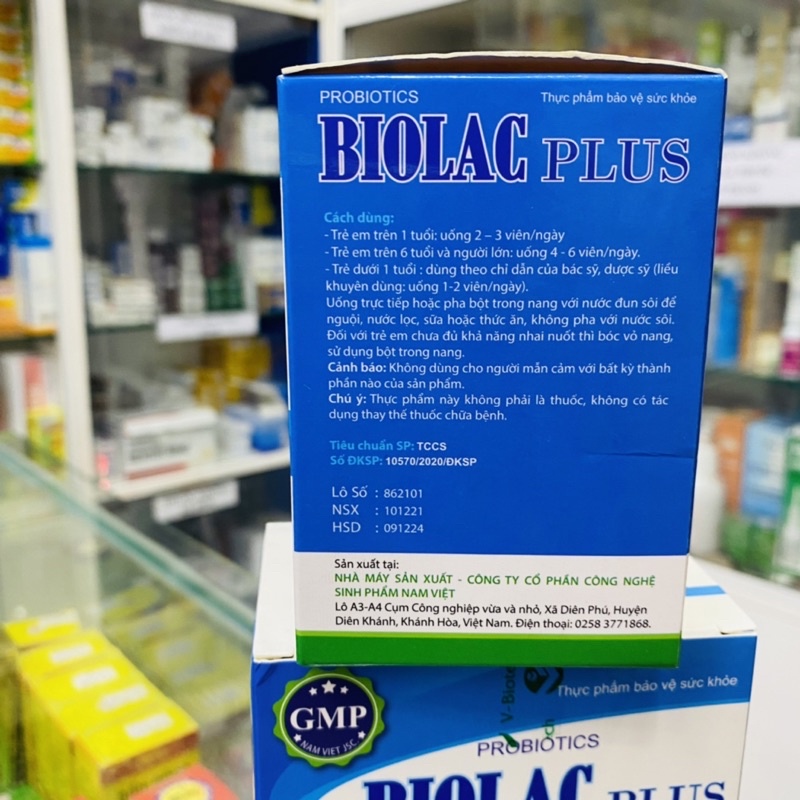 PROBIOTICS
Thực phẩm bảo vệ sức khỏe
BIOLAC PLUS
Cách dùng:
- Trẻ em trên 1 tuổi: uống 2 – 3 viên/ngày
- Trẻ em trên 6 tuổi và người lớn: uống 4 - 6 viên/ngày.
- Trẻ dưới 1 tuổi : dùng theo chỉ dẫn của bác sỹ, dược sỹ (liều
khuyên dùng: uống 1-2 viên/ngày).
Uống trực tiếp hoặc pha bột trong nang với nước đun sôi để
nguội, nước lọc, sữa hoặc thức ăn, không pha với nước sôi.
Đối với trẻ em chưa đủ khả năng nhai nuốt thì bóc vỏ nang,
sử dụng bột trong nang.
Cảnh báo: Không dùng cho người mẫn cảm với bất kỳ thành
phần nào của sản phẩm.
Chú ý: Thực phẩm này không phải là thuốc, không có tác
dụng thay thế thuốc chữa bệnh.
Tiêu chuẩn SP: TCCS
Số ĐKSP: 10570/2020/ĐKSP
Lô Số : 862101
NSX : 101221
HSD : 091224
Sản xuất tại:
NHÀ MÁY SẢN XUẤT - CÔNG TY CỔ PHẦN CÔNG NGHỆ
SINH PHẨM NAM VIỆT
Lô A3-A4 Cụm Công nghiệp vừa và nhỏ, Xã Diên Phú, Huyện
Diên Khánh, Khánh Hòa, Việt Nam. Điện thoại: 0258 3771868.
GMP
NAM VIET JSC.
V-Biote
Thực phẩm bảo vệ sức khỏe
PROBIOTICS
BIOLAC PLUS